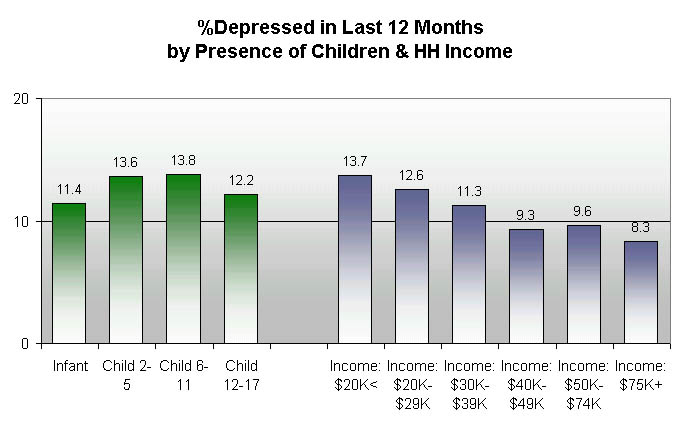 %Depressed in Last 12 Months
by Presence of Children & HH Income
20
10
0
11.4
13.6
13.8
12.2
13.7
12.6
11.3
9.3
9.6
8.3
Infant
Child 2-
5
Child 6-
11
Child
12-17
Income:
$20K<
Income:
$20K-
$29K
Income:
$30K-
$39K
Income:
$40K-
$49K
Income:
$50K-
$74K
Income:
$75K+